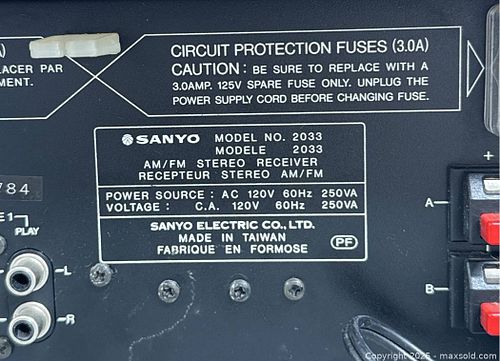 A)
LACER PAR
MENT.
CIRCUIT PROTECTION FUSES (3.0A)
CAUTION: BE SURE TO REPLACE WITH A
3.0AMP. 125V SPARE FUSE ONLY. UNPLUG THE
POWER SUPPLY CORD BEFORE CHANGING FUSE.
SANYO MODEL NO. 2033
MODELE 2033
AM/FM STEREO RECEIVER
RECEPTEUR STEREO AM/FM
POWER SOURCE : AC 120V 60Hz 250VA
VOLTAGE : C.A. 120V 60Hz 250VA
SANYO ELECTRIC CO., LTD.
MADE IN TAIWAN
FABRIQUE EN FORMOSE
PF
784
E 1
PLAY
L
R
+
A
B
Copyright 2025 - maxsold.com